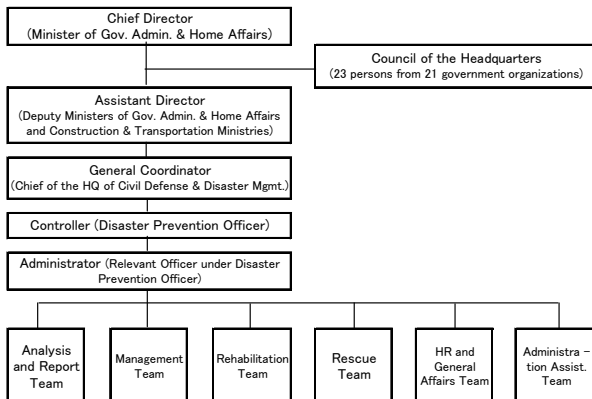 Chief Director
(Minister of Gov. Admin. & Home Affairs)
Council of the Headquarters
(23 persons from 21 government organizations)
Assistant Director
(Deputy Ministers of Gov. Admin. & Home Affairs
and Construction & Transportation Ministries)
General Coordinator
(Chief of the HQ of Civil Defense & Disaster Mgmt.)
Controller (Disaster Prevention Officer)
Administrator (Relevant Officer under Disaster
Prevention Officer)
Analysis
and Report
Team
Management
Team
Rehabilitation
Team
Rescue
Team
HR and
General
Affairs Team
Administra -
tion Assist.
Team